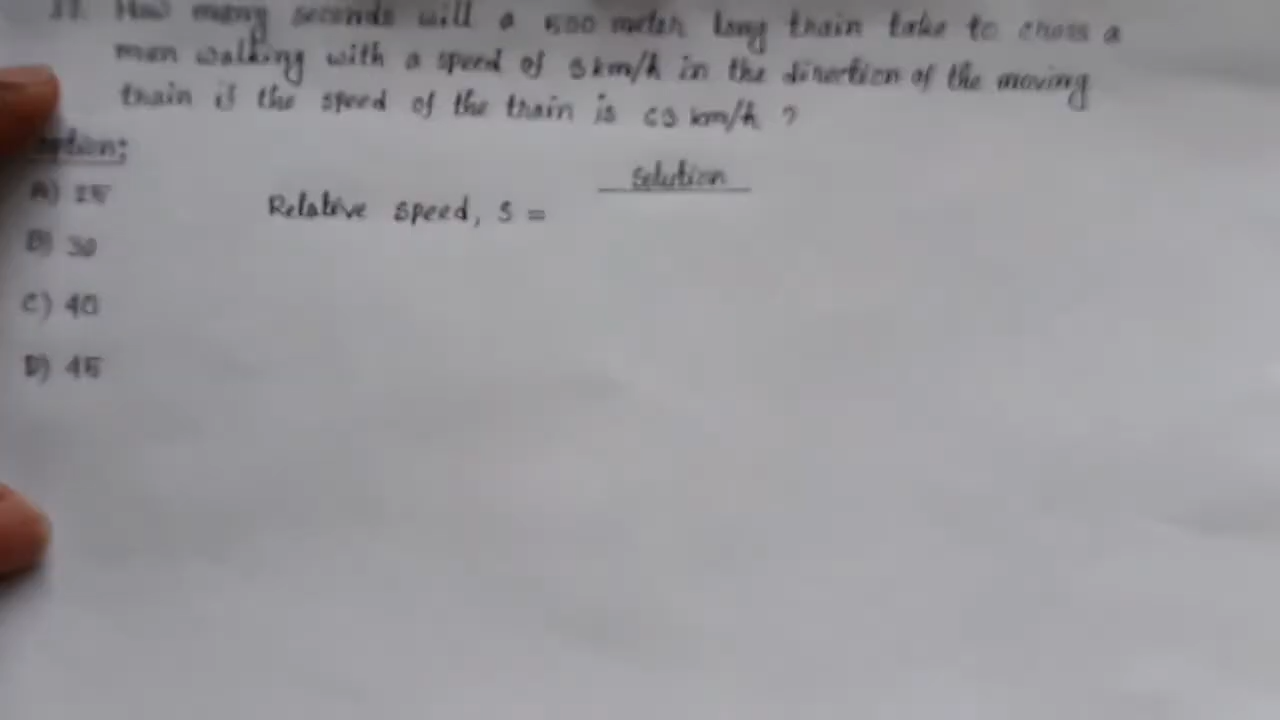 How many seconds will a 500 meter long train take to cross a
man walking with a speed of 3 km/h in the direction of the moving
train if the speed of the train is 63 km/h ?
option;
Solution
A) 25
Relative speed, S =
B) 30
C) 40
D) 45